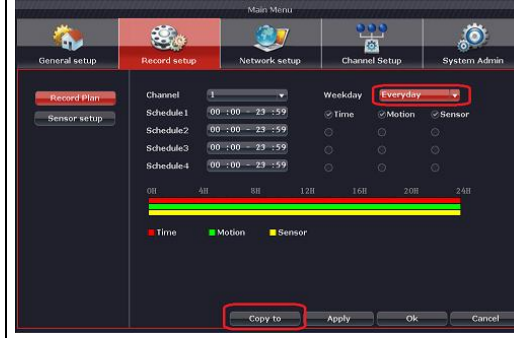 Main Menu
General setup Record setup Network setup Channel Setup System Admin
Record Plan
Sensor setup
Channel 1 Weekday Everyday
Schedule1 00 :00 - 23 :59 Time Motion Sensor
Schedule2 00 :00 - 23 :59
Schedule3 00 :00 - 23 :59
Schedule4 00 :00 - 23 :59
0H 4H 8H 12H 16H 20H 24H
Time Motion Sensor
Copy to Apply Ok Cancel